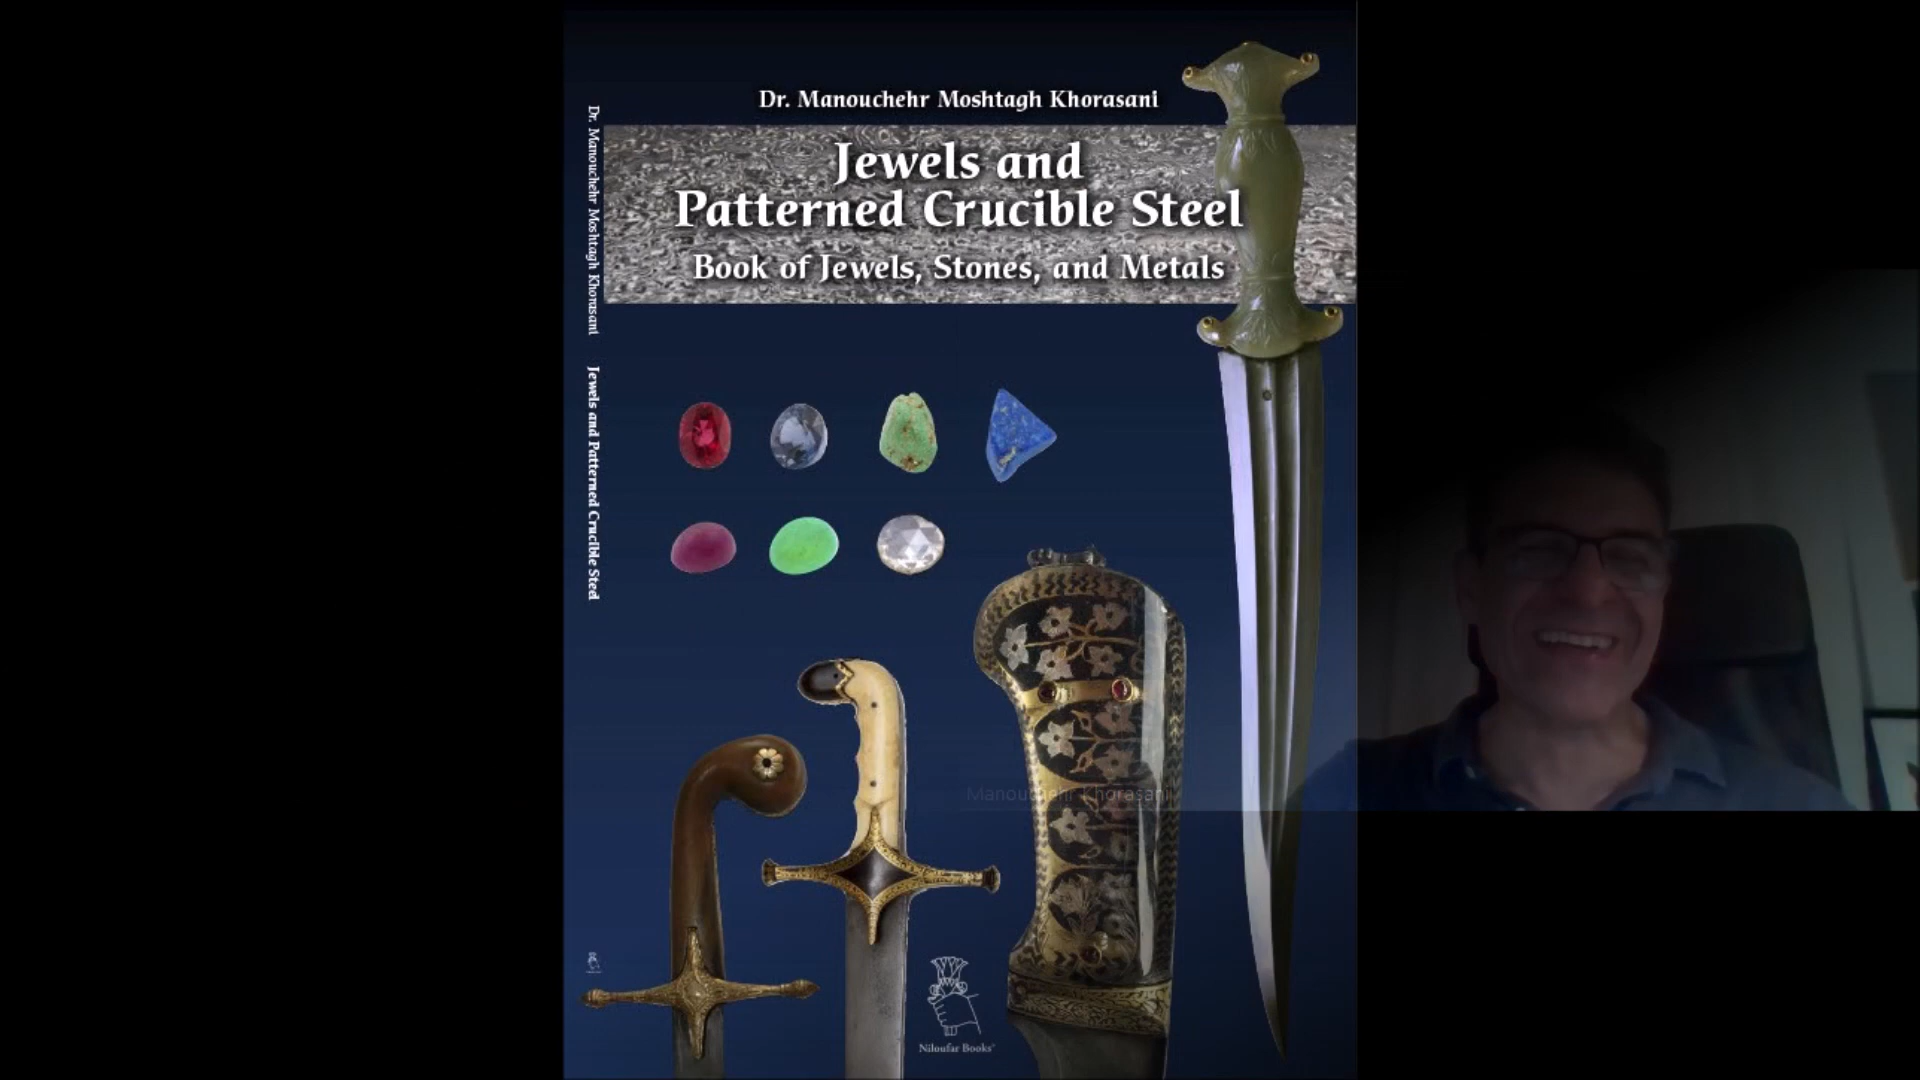 Dr. Manouchehr Moshtagh Khorasani
Jewels and
Patterned Crucible Steel
Book of Jewels, Stones, and Metals
Dr. Manouchehr Moshtagh Khorasani
Jewels and Patterned Crucible Steel
Manouchehr Khorasani
Niloufar Books®